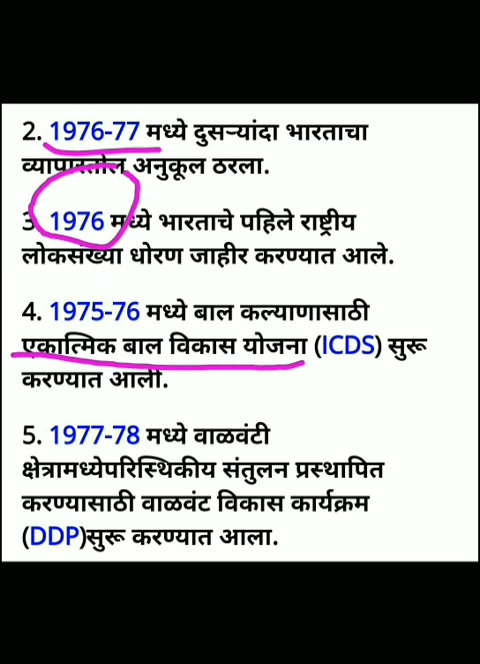 2. 1976-77 मध्ये दुसऱ्यांदा भारताचा
व्यापारतोल अनुकूल ठरला.
3. 1976 मध्ये भारताचे पहिले राष्ट्रीय
लोकसंख्या धोरण जाहीर करण्यात आले.
4. 1975-76 मध्ये बाल कल्याणासाठी
एकात्मिक बाल विकास योजना (ICDS) सुरू
करण्यात आली.
5. 1977-78 मध्ये वाळवंटी
क्षेत्रामध्येपरिस्थिकीय संतुलन प्रस्थापित
करण्यासाठी वाळवंट विकास कार्यक्रम
(DDP)सुरू करण्यात आला.